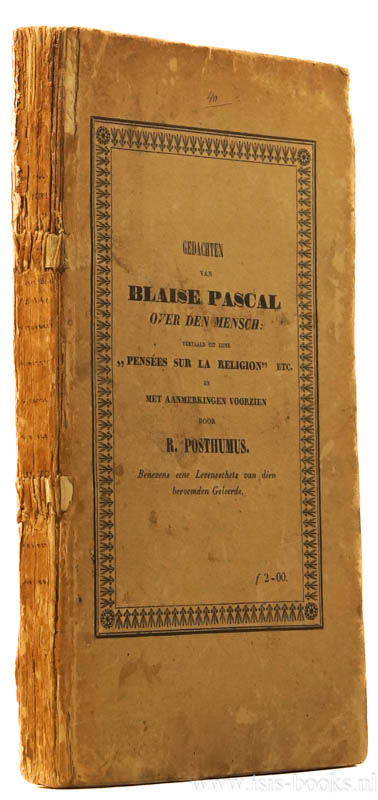 GEDACHTEN
VAN
BLAISE PASCAL
OVER DEN MENSCH:
VERTAALD UIT ZIJNE
„PENSÉES SUR LA RELIGION” ETC.
EN
MET AANMERKINGEN VOORZIEN
DOOR
R. POSTHUMUS.
Benevens eene Levensschets van dien
beroemden Geleerde.
f 2-00.
www.isis-books.nl